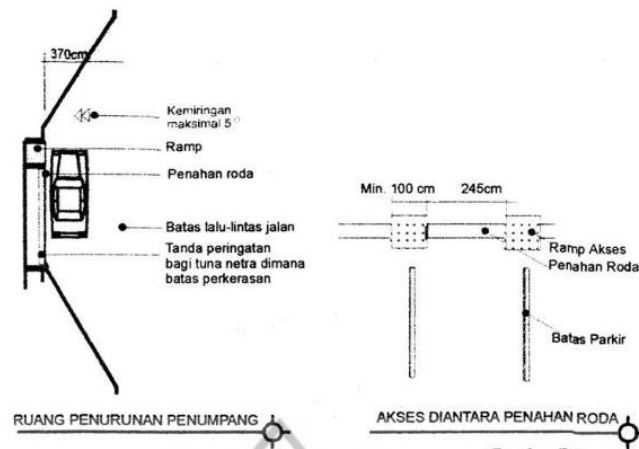 370cm
Kemiringan
maksimal 5°
Ramp
Penahan roda
Batas lalu-lintas jalan
Tanda peringatan
bagi tuna netra dimana
batas perkerasan
RUANG PENURUNAN PENUMPANG
Min. 100 cm
245cm
Ramp Akses
Penahan Roda
Batas Parkir
AKSES DIANTARA PENAHAN RODA